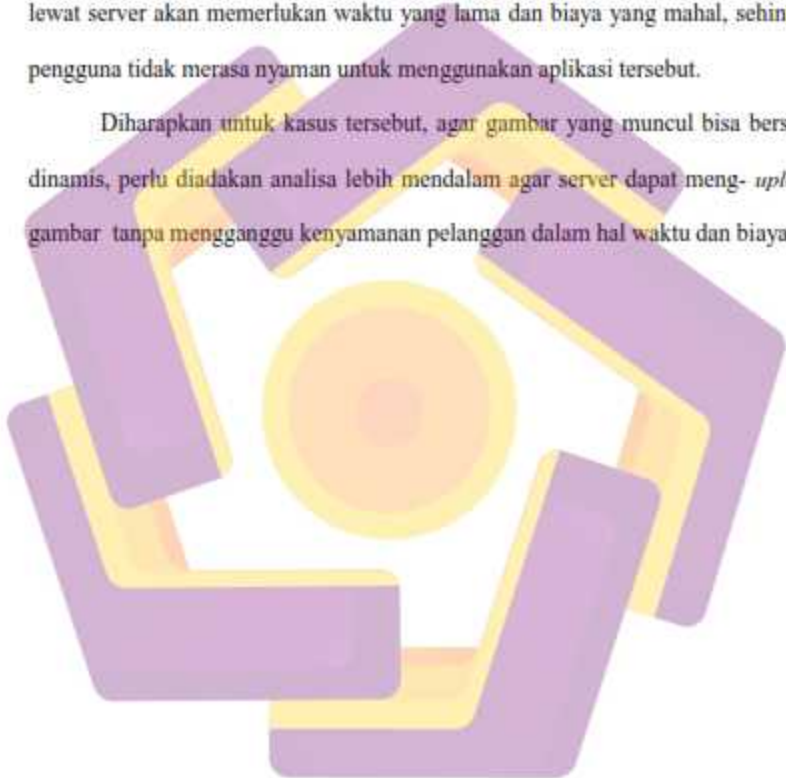 lewat server akan memerlukan waktu yang lama dan biaya yang mahal, sehin
pengguna tidak merasa nyaman untuk menggunakan aplikasi tersebut.
Diharapkan untuk kasus tersebut, agar gambar yang muncul bisa bers
dinamis, perlu diadakan analisa lebih mendalam agar server dapat meng- upl
gambar tanpa mengganggu kenyamanan pelanggan dalam hal waktu dan biaya